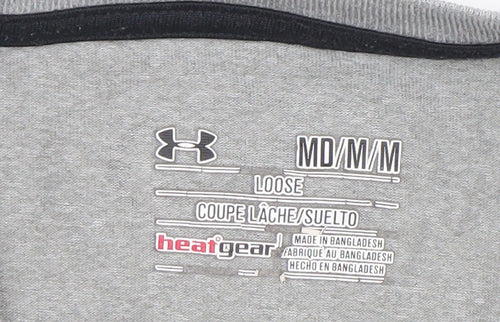 MD/M/M
LOOSE
COUPE LÂCHE/SUELTO
heatgear
MADE IN BANGLADESH
FABRIQUÉ AU BANGLADESH
HECHO EN BANGLADESH